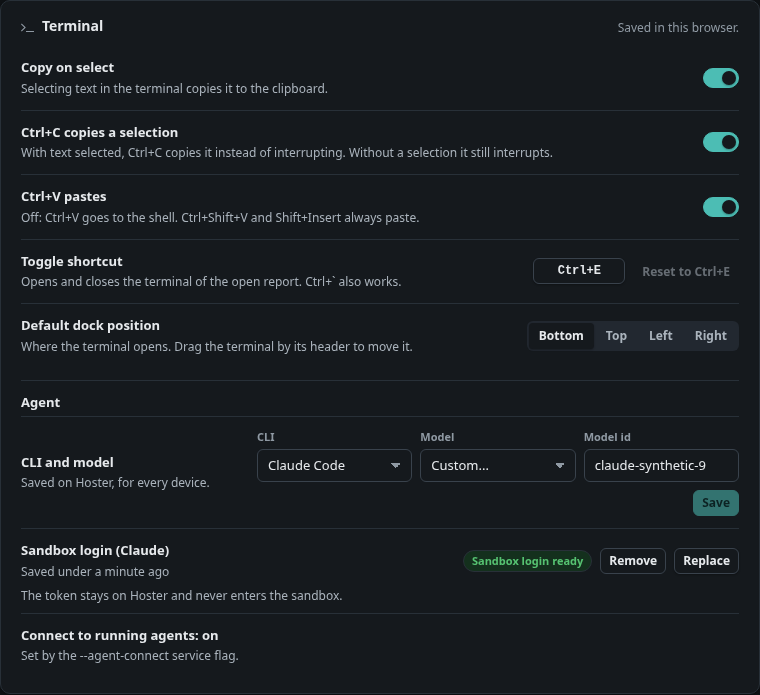 >_ Terminal
Saved in this browser.
Copy on select
Selecting text in the terminal copies it to the clipboard.
Ctrl+C copies a selection
With text selected, Ctrl+C copies it instead of interrupting. Without a selection it still interrupts.
Ctrl+V pastes
Off: Ctrl+V goes to the shell. Ctrl+Shift+V and Shift+Insert always paste.
Toggle shortcut
Opens and closes the terminal of the open report. Ctrl+` also works.
Ctrl+E
Reset to Ctrl+E
Default dock position
Where the terminal opens. Drag the terminal by its header to move it.
Bottom Top Left Right
Agent
CLI and model
Saved on Hoster, for every device.
CLI
Claude Code
Model
Custom...
Model id
claude-synthetic-9
Save
Sandbox login (Claude)
Saved under a minute ago
Sandbox login ready
Remove
Replace
The token stays on Hoster and never enters the sandbox.
Connect to running agents: on
Set by the --agent-connect service flag.